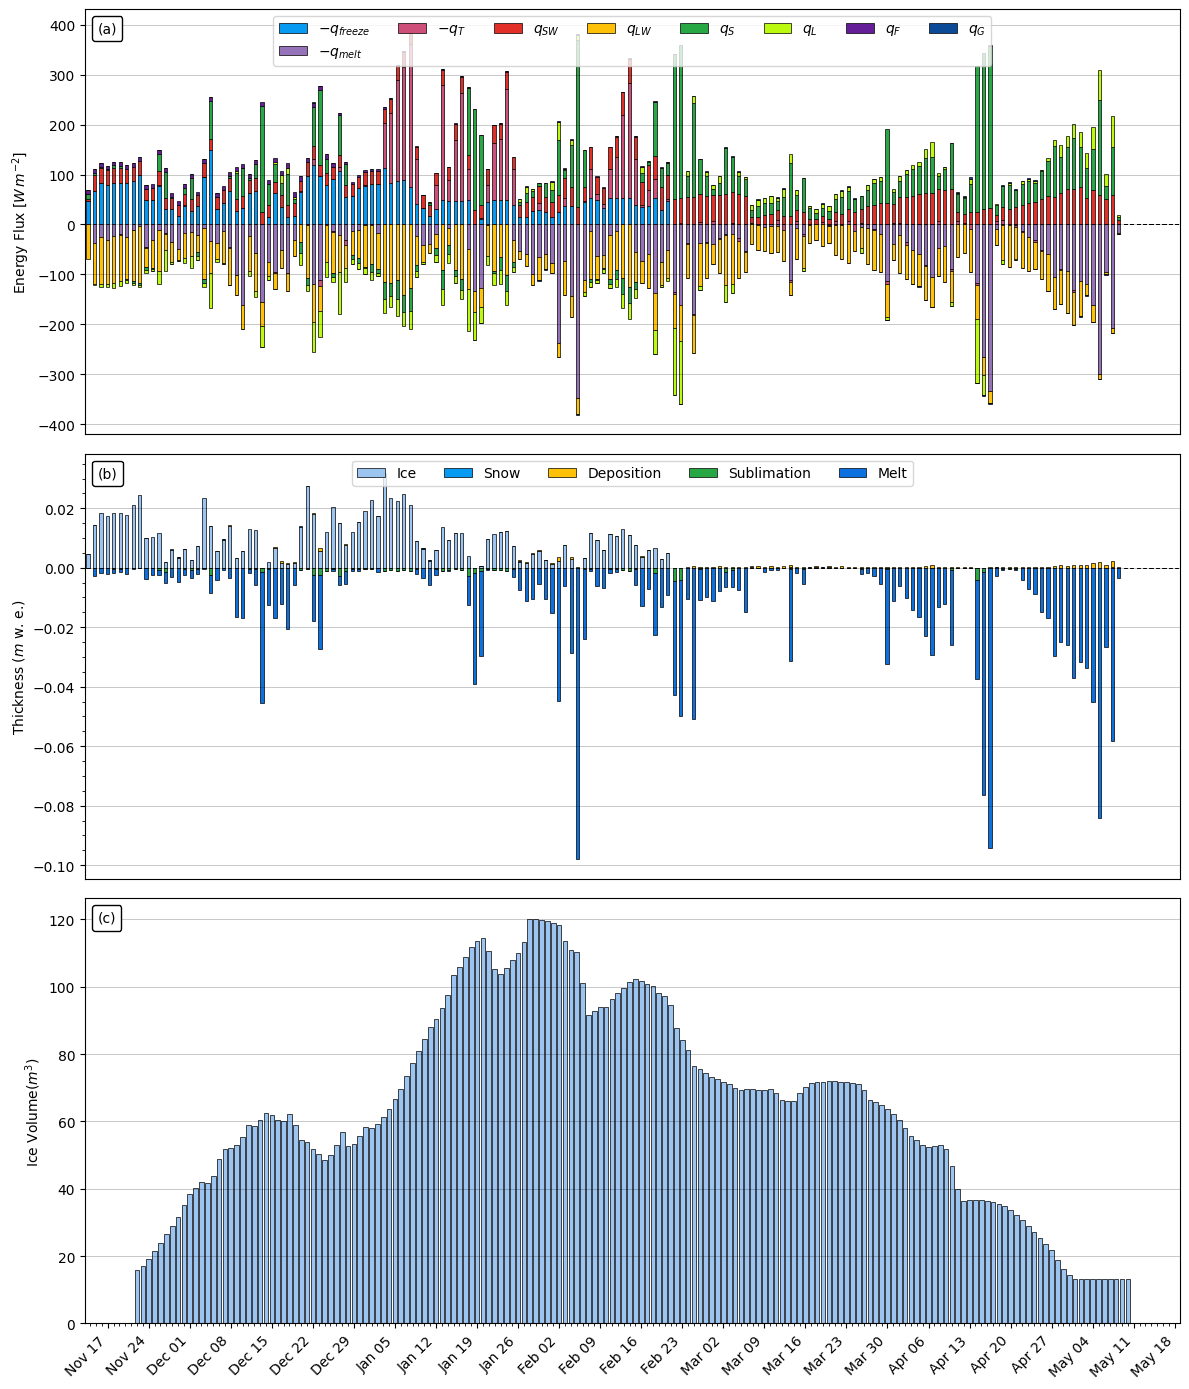 (a)
−q_freeze −q_T q_SW q_LW q_S q_L q_F q_G
−q_melt
400
300
200
100
0
−100
−200
−300
−400
Energy Flux [W m⁻²]
(b)
Ice Snow Deposition Sublimation Melt
0.02
0.00
−0.02
−0.04
−0.06
−0.08
−0.10
Thickness (m w. e.)
(c)
120
100
80
60
40
20
0
Ice Volume(m³)
Nov 17 Nov 24 Dec 01 Dec 08 Dec 15 Dec 22 Dec 29 Jan 05 Jan 12 Jan 19 Jan 26 Feb 02 Feb 09 Feb 16 Feb 23 Mar 02 Mar 09 Mar 16 Mar 23 Mar 30 Apr 06 Apr 13 Apr 20 Apr 27 May 04 May 11 May 18